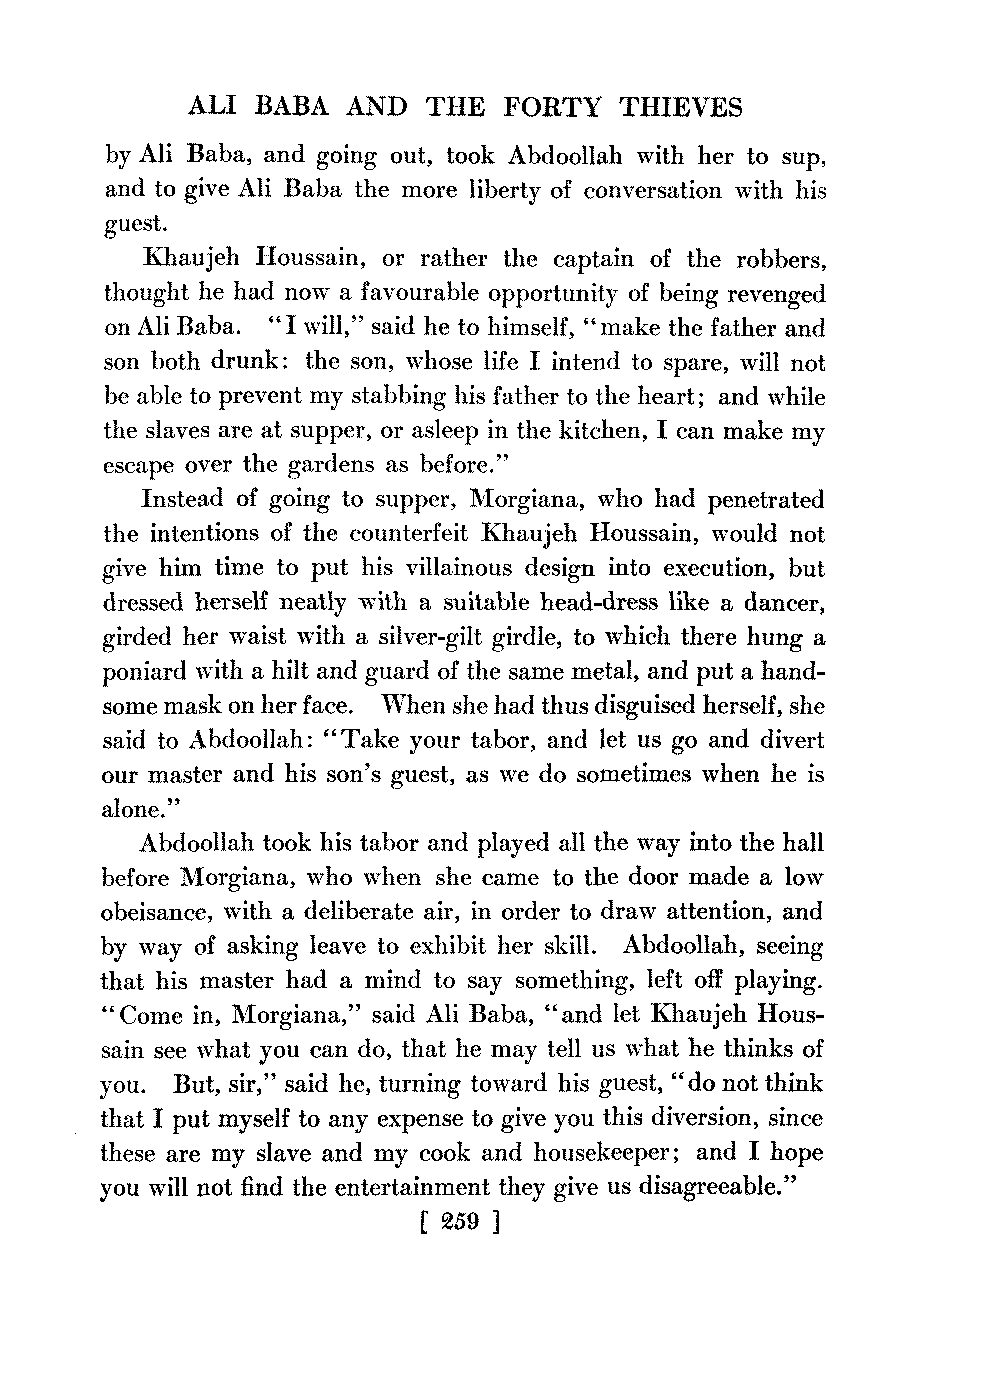 ALI BABA AND THE FORTY THIEVES
by Ali Baba, and going out, took Abdoollah with her to sup,
and to give Ali Baba the more liberty of conversation with his
guest.
Khaujeh Houssain, or rather the captain of the robbers,
thought he had now a favourable opportunity of being revenged
on Ali Baba. “I will,” said he to himself, “make the father and
son both drunk: the son, whose life I intend to spare, will not
be able to prevent my stabbing his father to the heart; and while
the slaves are at supper, or asleep in the kitchen, I can make my
escape over the gardens as before.”
Instead of going to supper, Morgiana, who had penetrated
the intentions of the counterfeit Khaujeh Houssain, would not
give him time to put his villainous design into execution, but
dressed herself neatly with a suitable head-dress like a dancer,
girded her waist with a silver-gilt girdle, to which there hung a
poniard with a hilt and guard of the same metal, and put a hand-
some mask on her face. When she had thus disguised herself, she
said to Abdoollah: “Take your tabor, and let us go and divert
our master and his son’s guest, as we do sometimes when he is
alone.”
Abdoollah took his tabor and played all the way into the hall
before Morgiana, who when she came to the door made a low
obeisance, with a deliberate air, in order to draw attention, and
by way of asking leave to exhibit her skill. Abdoollah, seeing
that his master had a mind to say something, left off playing.
“Come in, Morgiana,” said Ali Baba, “and let Khaujeh Hous-
sain see what you can do, that he may tell us what he thinks of
you. But, sir,” said he, turning toward his guest, “do not think
that I put myself to any expense to give you this diversion, since
these are my slave and my cook and housekeeper; and I hope
you will not find the entertainment they give us disagreeable.”
[ 259 ]